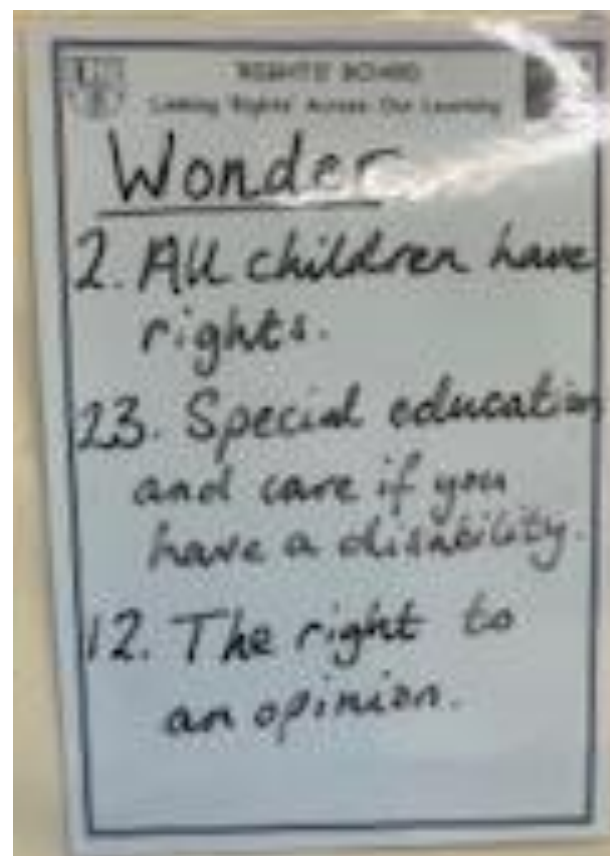 'RIGHTS' BOARD
Linking 'Rights' Across Our Learning
Wonder
2. All children have
rights.
23. Special education
and care if you
have a disability.
12. The right to
an opinion.